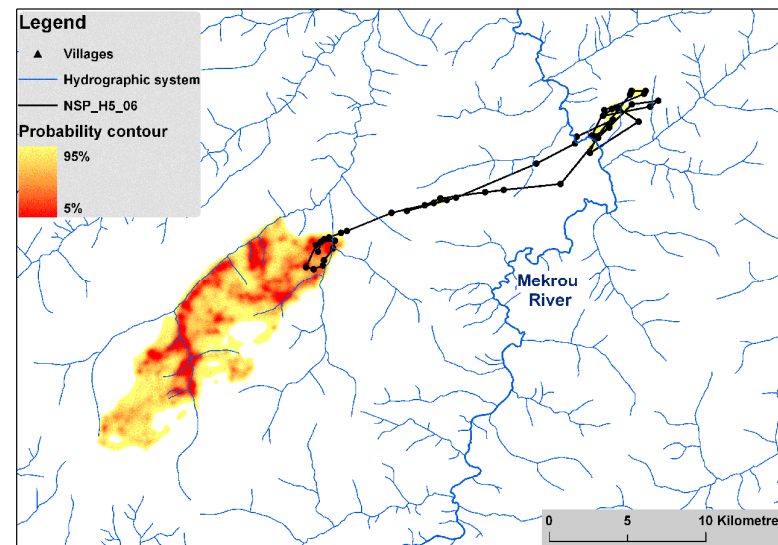 Legend
Villages
Hydrographic system
NSP_H5_06
Probability contour
95%
5%
Mekrou
River
0 5 10 Kilometre